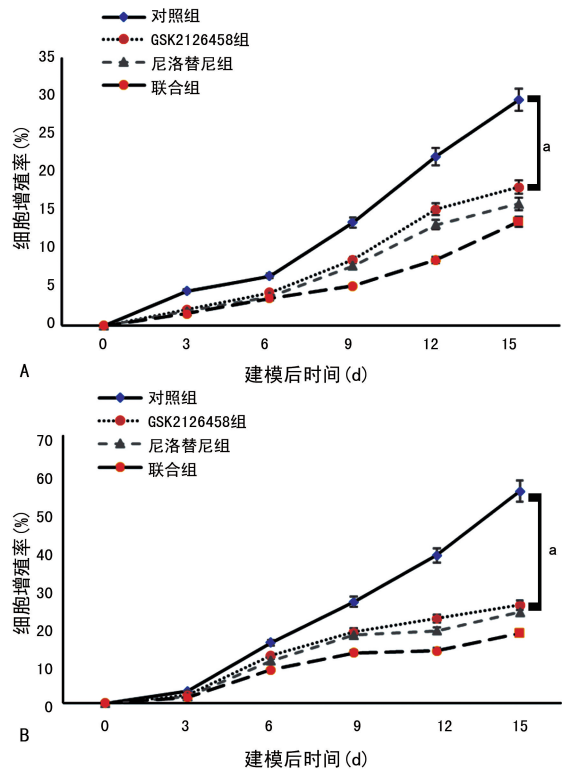 对照组
GSK2126458组
尼洛替尼组
联合组
35
30
25
20
15
10
5
0
细胞增殖率(%)
a
0 3 6 9 12 15
建模后时间(d)
A
对照组
GSK2126458组
尼洛替尼组
联合组
70
60
50
40
30
20
10
0
细胞增殖率(%)
a
0 3 6 9 12 15
建模后时间(d)
B